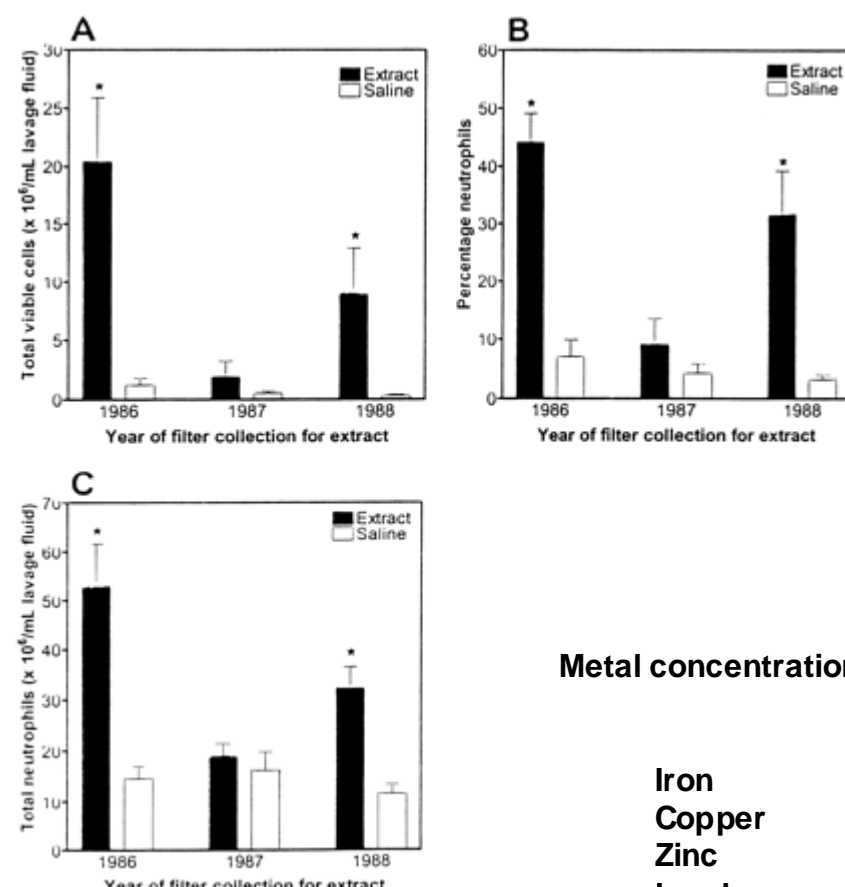 A
Total viable cells (x 10⁶/mL lavage fluid)
30
25
20
15
10
5
0
*
*
Extract
Saline
1986
1987
1988
Year of filter collection for extract
B
Percentage neutrophils
60
50
40
30
20
10
0
*
*
Extract
Saline
1986
1987
1988
Year of filter collection for extract
C
Total neutrophils (x 10⁶/mL lavage fluid)
70
60
50
40
30
20
10
0
*
*
Extract
Saline
1986
1987
1988
Year of filter collection for extract
Metal
Iron
Copper
Zinc